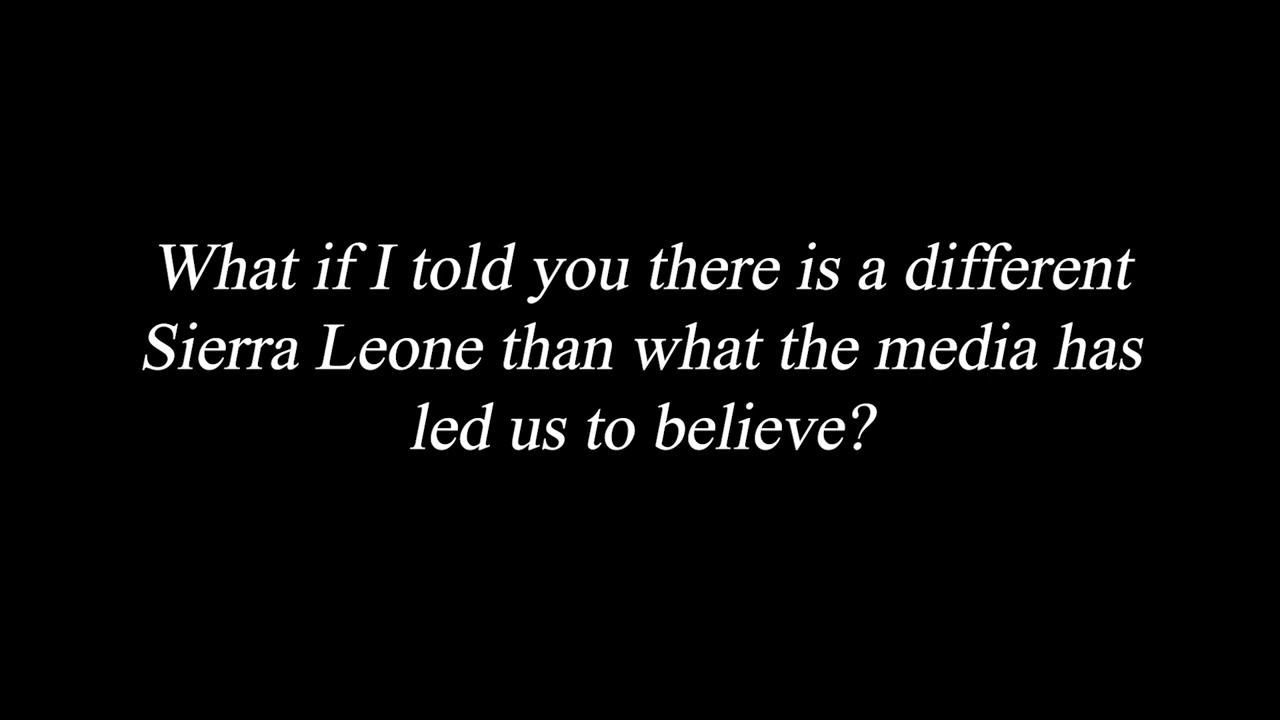 What if I told you there is a different
Sierra Leone than what the media has
led us to believe?